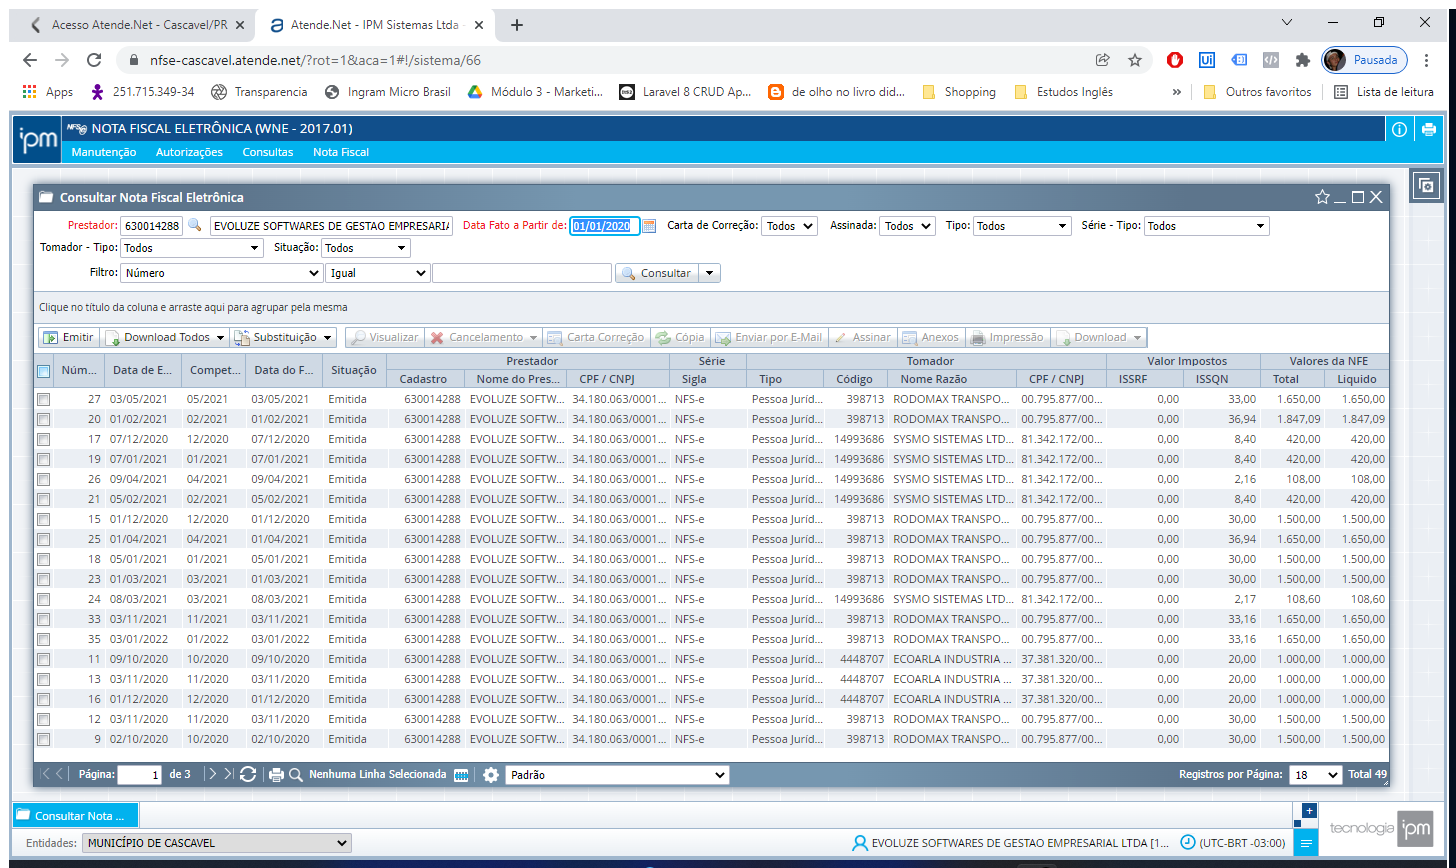 Acesso Atende.Net - Cascavel/PR
Atende.Net - IPM Sistemas Ltda -
nfse-cascavel.atende.net/?rot=1&aca=1#!/sistema/66
Pausada
Apps 251.715.349-34 Transparencia Ingram Micro Brasil Módulo 3 - Marketi... Laravel 8 CRUD Ap... de olho no livro did... Shopping Estudos Inglês » Outros favoritos Lista de leitura
ipm NFS@ NOTA FISCAL ELETRÔNICA (WNE - 2017.01)
Manutenção Autorizações Consultas Nota Fiscal
Consultar Nota Fiscal Eletrônica
Prestador: 630014288 EVOLUZE SOFTWARES DE GESTAO EMPRESARIA Data Fato a Partir de: 01/01/2020 Carta de Correção: Todos Assinada: Todos Tipo: Todos Série - Tipo: Todos
Tomador - Tipo: Todos Situação: Todos
Filtro: Número Igual Consultar
Clique no título da coluna e arraste aqui para agrupar pela mesma
Emitir Download Todos Substituição Visualizar Cancelamento Carta Correção Cópia Enviar por E-Mail Assinar Anexos Impressão Download
Núm... Data de E... Compet... Data do F... Situação Prestador Série Tomador Valor Impostos Valores da NFE
Cadastro Nome do Pres... CPF / CNPJ Sigla Tipo Código Nome Razão CPF / CNPJ ISSRF ISSQN Total Liquido
27 03/05/2021 05/2021 03/05/2021 Emitida 630014288 EVOLUZE SOFTW... 34.180.063/0001... NFS-e Pessoa Juríd... 398713 RODOMAX TRANSPO... 00.795.877/00... 0,00 33,00 1.650,00 1.650,00
20 01/02/2021 02/2021 01/02/2021 Emitida 630014288 EVOLUZE SOFTW... 34.180.063/0001... NFS-e Pessoa Juríd... 398713 RODOMAX TRANSPO... 00.795.877/00... 0,00 36,94 1.847,09 1.847,09
17 07/12/2020 12/2020 07/12/2020 Emitida 630014288 EVOLUZE SOFTW... 34.180.063/0001... NFS-e Pessoa Juríd... 14993686 SYSMO SISTEMAS LTD... 81.342.172/00... 0,00 8,40 420,00 420,00
19 07/01/2021 01/2021 07/01/2021 Emitida 630014288 EVOLUZE SOFTW... 34.180.063/0001... NFS-e Pessoa Juríd... 14993686 SYSMO SISTEMAS LTD... 81.342.172/00... 0,00 8,40 420,00 420,00
26 09/04/2021 04/2021 09/04/2021 Emitida 630014288 EVOLUZE SOFTW... 34.180.063/0001... NFS-e Pessoa Juríd... 14993686 SYSMO SISTEMAS LTD... 81.342.172/00... 0,00 2,16 108,00 108,00
21 05/02/2021 02/2021 05/02/2021 Emitida 630014288 EVOLUZE SOFTW... 34.180.063/0001... NFS-e Pessoa Juríd... 14993686 SYSMO SISTEMAS LTD... 81.342.172/00... 0,00 8,40 420,00 420,00
15 01/12/2020 12/2020 01/12/2020 Emitida 630014288 EVOLUZE SOFTW... 34.180.063/0001... NFS-e Pessoa Juríd... 398713 RODOMAX TRANSPO... 00.795.877/00... 0,00 30,00 1.500,00 1.500,00
25 01/04/2021 04/2021 01/04/2021 Emitida 630014288 EVOLUZE SOFTW... 34.180.063/0001... NFS-e Pessoa Juríd... 398713 RODOMAX TRANSPO... 00.795.877/00... 0,00 36,94 1.650,00 1.650,00
18 05/01/2021 01/2021 05/01/2021 Emitida 630014288 EVOLUZE SOFTW... 34.180.063/0001... NFS-e Pessoa Juríd... 398713 RODOMAX TRANSPO... 00.795.877/00... 0,00 30,00 1.500,00 1.500,00
23 01/03/2021 03/2021 01/03/2021 Emitida 630014288 EVOLUZE SOFTW... 34.180.063/0001... NFS-e Pessoa Juríd... 398713 RODOMAX TRANSPO... 00.795.877/00... 0,00 30,00 1.500,00 1.500,00
24 08/03/2021 03/2021 08/03/2021 Emitida 630014288 EVOLUZE SOFTW... 34.180.063/0001... NFS-e Pessoa Juríd... 14993686 SYSMO SISTEMAS LTD... 81.342.172/00... 0,00 2,17 108,60 108,60
33 03/11/2021 11/2021 03/11/2021 Emitida 630014288 EVOLUZE SOFTW... 34.180.063/0001... NFS-e Pessoa Juríd... 398713 RODOMAX TRANSPO... 00.795.877/00... 0,00 33,16 1.650,00 1.650,00
35 03/01/2022 01/2022 03/01/2022 Emitida 630014288 EVOLUZE SOFTW... 34.180.063/0001... NFS-e Pessoa Juríd... 398713 RODOMAX TRANSPO... 00.795.877/00... 0,00 33,16 1.650,00 1.650,00
11 09/10/2020 10/2020 09/10/2020 Emitida 630014288 EVOLUZE SOFTW... 34.180.063/0001... NFS-e Pessoa Juríd... 4448707 ECOARLA INDUSTRIA ... 37.381.320/00... 0,00 20,00 1.000,00 1.000,00
13 03/11/2020 11/2020 03/11/2020 Emitida 630014288 EVOLUZE SOFTW... 34.180.063/0001... NFS-e Pessoa Juríd... 4448707 ECOARLA INDUSTRIA ... 37.381.320/00... 0,00 20,00 1.000,00 1.000,00
16 01/12/2020 12/2020 01/12/2020 Emitida 630014288 EVOLUZE SOFTW... 34.180.063/0001... NFS-e Pessoa Juríd... 4448707 ECOARLA INDUSTRIA ... 37.381.320/00... 0,00 20,00 1.000,00 1.000,00
12 03/11/2020 11/2020 03/11/2020 Emitida 630014288 EVOLUZE SOFTW... 34.180.063/0001... NFS-e Pessoa Juríd... 398713 RODOMAX TRANSPO... 00.795.877/00... 0,00 30,00 1.500,00 1.500,00
9 02/10/2020 10/2020 02/10/2020 Emitida 630014288 EVOLUZE SOFTW... 34.180.063/0001... NFS-e Pessoa Juríd... 398713 RODOMAX TRANSPO... 00.795.877/00... 0,00 30,00 1.500,00 1.500,00
Página: 1 de 3 Nenhuma Linha Selecionada Padrão Registros por Página: 18 Total 49
Consultar Nota ...
Entidades: MUNICÍPIO DE CASCAVEL EVOLUZE SOFTWARES DE GESTAO EMPRESARIAL LTDA [1... (UTC-BRT -03:00) tecnologia ipm